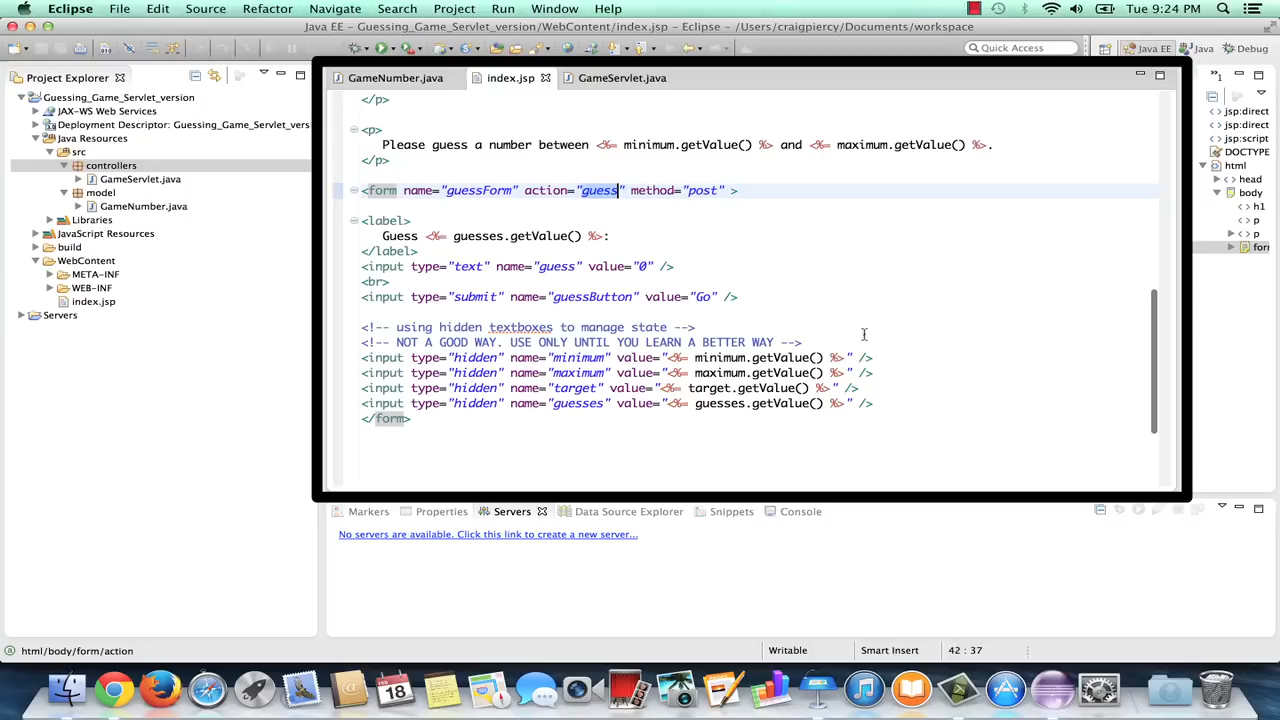 Eclipse File Edit Source Refactor Navigate Search Project Run Window Help Tue 9:24 PM
Java EE - Guessing_Game_Servlet_version/WebContent/index.jsp - Eclipse - /Users/craigpiercy/Documents/workspace
Quick Access Java EE Java Debug
Project Explorer
Guessing_Game_Servlet_version
JAX-WS Web Services
Deployment Descriptor: Guessing_Game_Servlet_vers
Java Resources
src
controllers
GameServlet.java
model
GameNumber.java
Libraries
JavaScript Resources
build
WebContent
META-INF
WEB-INF
index.jsp
Servers
GameNumber.java index.jsp GameServlet.java
</p>
<p>
Please guess a number between <%= minimum.getValue() %> and <%= maximum.getValue() %>.
</p>
<form name="guessForm" action="guess" method="post" >
<label>
Guess <%= guesses.getValue() %>:
</label>
<input type="text" name="guess" value="0" />
<br>
<input type="submit" name="guessButton" value="Go" />
<!-- using hidden textboxes to manage state -->
<!-- NOT A GOOD WAY. USE ONLY UNTIL YOU LEARN A BETTER WAY -->
<input type="hidden" name="minimum" value="<%= minimum.getValue() %>" />
<input type="hidden" name="maximum" value="<%= maximum.getValue() %>" />
<input type="hidden" name="target" value="<%= target.getValue() %>" />
<input type="hidden" name="guesses" value="<%= guesses.getValue() %>" />
</form>
jsp:direct
jsp:direct
jsp:direct
DOCTYPE
html
head
body
h1
p
p
for
Markers Properties Servers Data Source Explorer Snippets Console
No servers are available. Click this link to create a new server...
html/body/form/action Writable Smart Insert 42 : 37
FEB
18